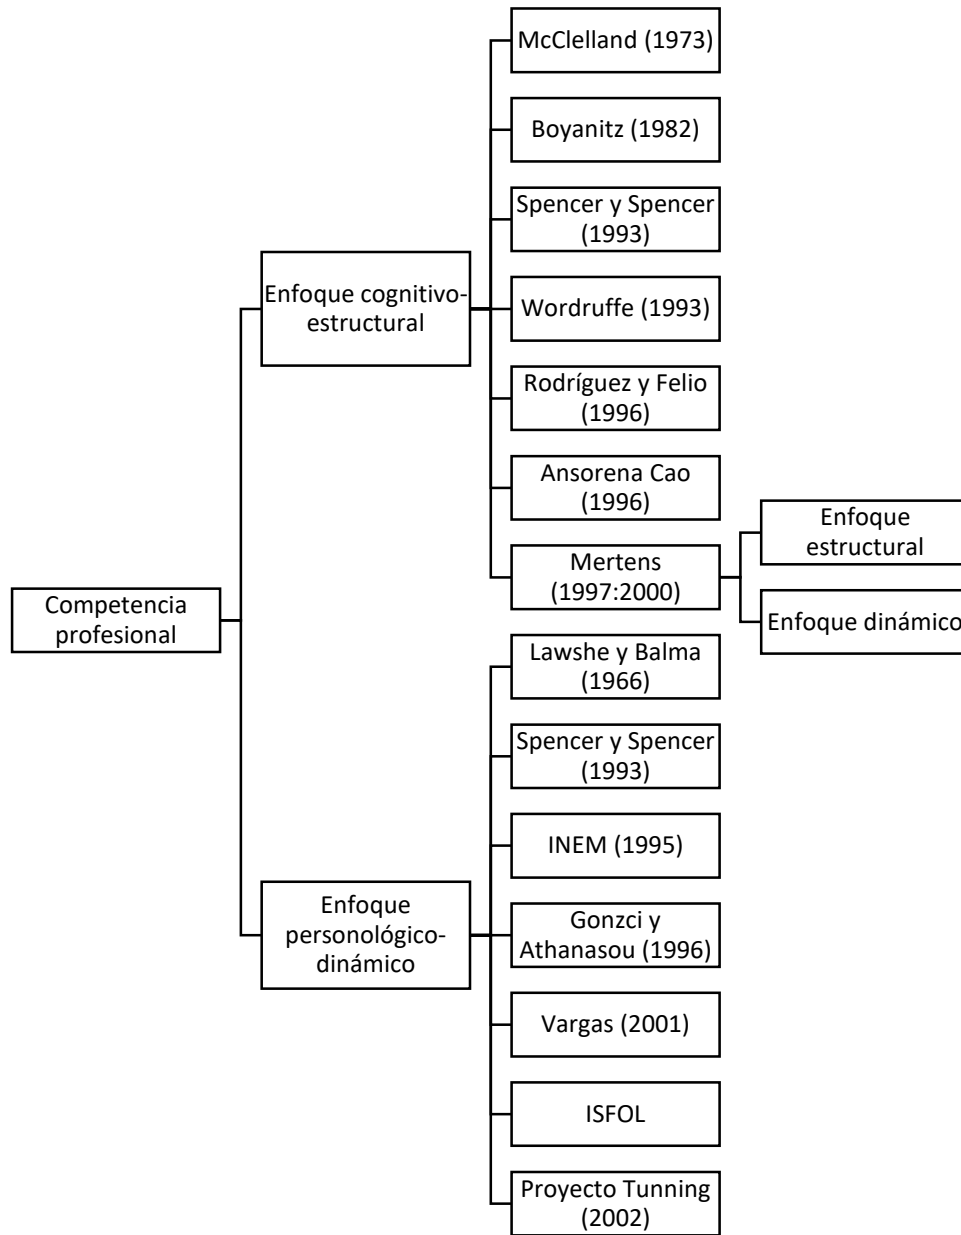 McClelland (1973)
Boyanitz (1982)
Spencer y Spencer
(1993)
Enfoque cognitivo-
estructural
Wordruffe (1993)
Rodríguez y Felio
(1996)
Ansorena Cao
(1996)
Enfoque
estructural
Mertens
(1997:2000)
Competencia
profesional
Enfoque dinámico
Lawshe y Balma
(1966)
Spencer y Spencer
(1993)
INEM (1995)
Enfoque
personológico-
dinámico
Gonzci y
Athanasou (1996)
Vargas (2001)
ISFOL
Proyecto Tunning
(2002)